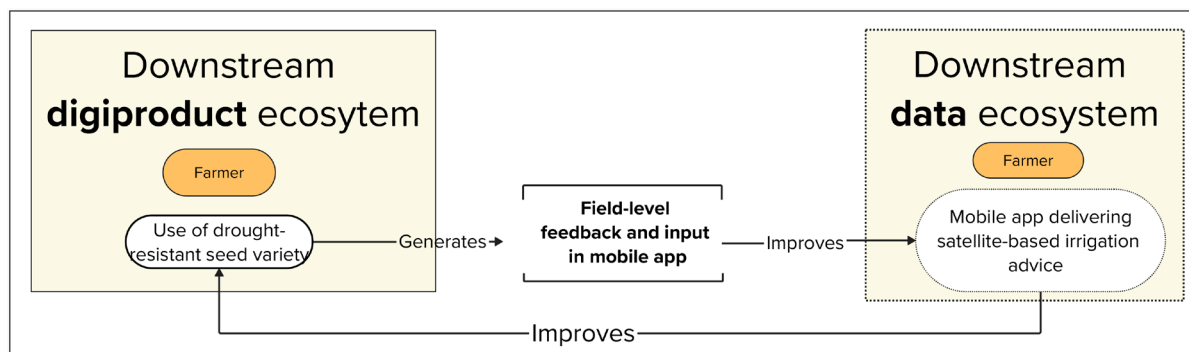 Downstream
digiproduct ecosytem
Farmer
Use of drought-
resistant seed variety
Generates
Field-level
feedback and input
in mobile app
Improves
Downstream
data ecosystem
Farmer
Mobile app delivering
satellite-based irrigation
advice
Improves